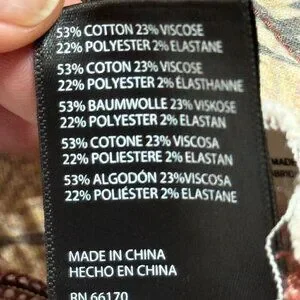 53% COTTON 23% VISCOSE
22% POLYESTER 2% ELASTANE
53% COTON 23% VISCOSE
22% POLYESTER 2% ÉLASTHANNE
53% BAUMWOLLE 23% VISKOSE
22% POLYESTER 2% ELASTAN
53% COTONE 23% VISCOSA
22% POLIESTERE 2% ELASTAN
53% ALGODÓN 23%VISCOSA
22% POLIÉSTER 2% ELASTANE
MADE IN CHINA
HECHO EN CHINA
RN 66170